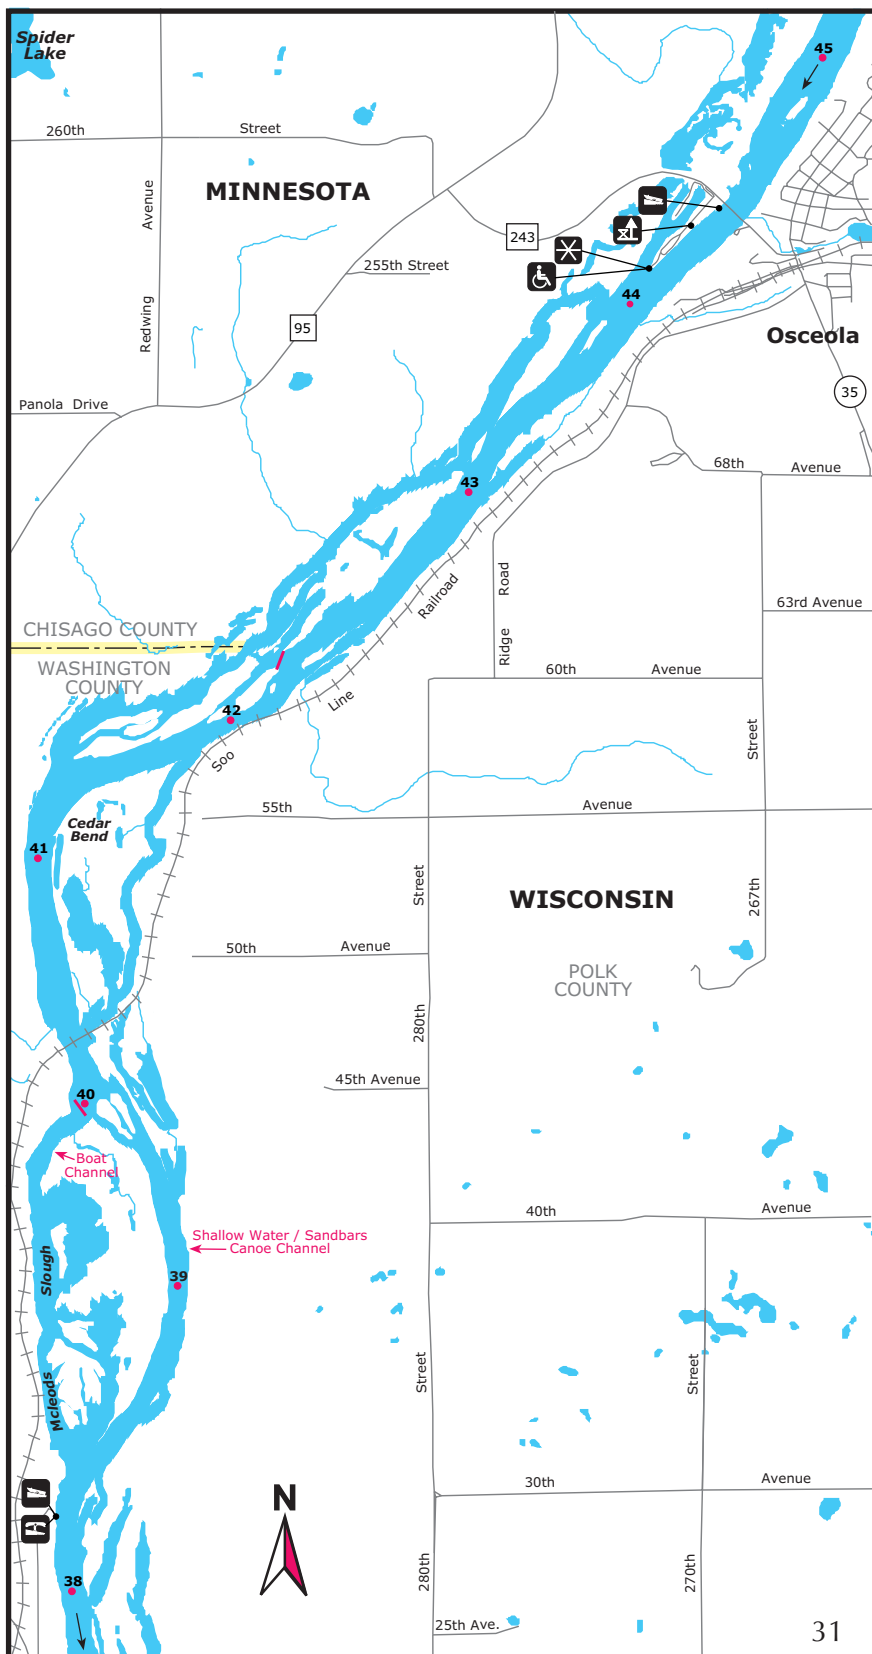 Spider
Lake
45
260th Street
MINNESOTA
Redwing Avenue
243
255th Street
44
95
Osceola
35
Panola Drive
43
68th Avenue
Ridge Road
63rd Avenue
Soo Line Railroad
CHISAGO COUNTY
WASHINGTON
COUNTY
60th Avenue
42
Street
55th Avenue
Cedar
Bend
41
Street
WISCONSIN
267th
50th Avenue
POLK
COUNTY
280th
45th Avenue
40
Boat
Channel
40th Avenue
Shallow Water / Sandbars
Canoe Channel
39
Mcleods Slough
Street
Street
30th Avenue
N
38
280th
270th
25th Ave.
31